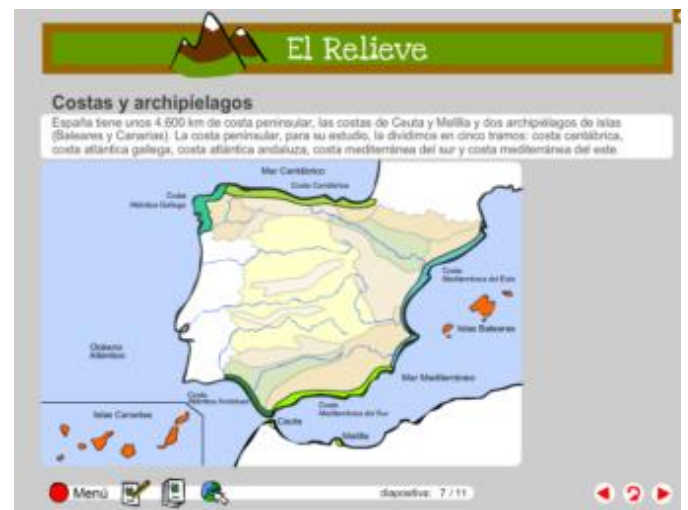 El Relieve
Costas y archipielagos
España tiene unos 4.600 km de costa peninsular, las costas de Ceuta y Melilla y dos archipiélagos de islas
(Baleares y Canarias). La costa peninsular, para su estudio, la dividimos en cinco tramos: costa cantábrica,
costa atlántica gallega, costa atlántica andaluza, costa mediterránea del sur y costa mediterránea del este.
Mar Cantábrico
Costa Cantábrica
Costa
Atlántica Gallega
Costa
Mediterránea del Este
Islas Baleares
Océano
Atlántico
Mar Mediterráneo
Costa
Atlántica Andaluza
Costa
Mediterránea del Sur
Islas Canarias
Ceuta
Melilla
Menú
diapositiva: 7 / 11